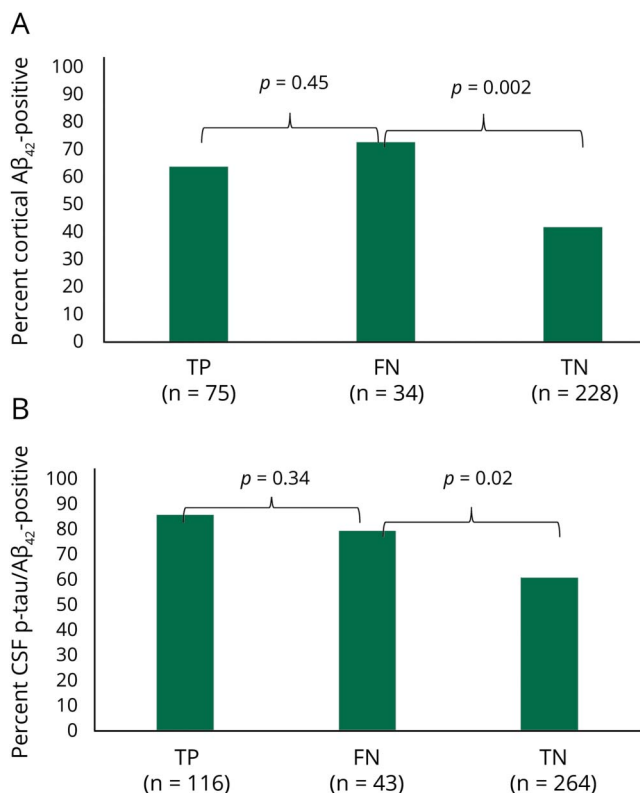 A
Percent cortical Aβ42-positive
100
90
80
70
60
50
40
30
20
10
0
p = 0.45
p = 0.002
TP
(n = 75)
FN
(n = 34)
TN
(n = 228)
B
Percent CSF p-tau/Aβ42-positive
100
90
80
70
60
50
40
30
20
10
0
p = 0.34
p = 0.02
TP
(n = 116)
FN
(n = 43)
TN
(n = 264)